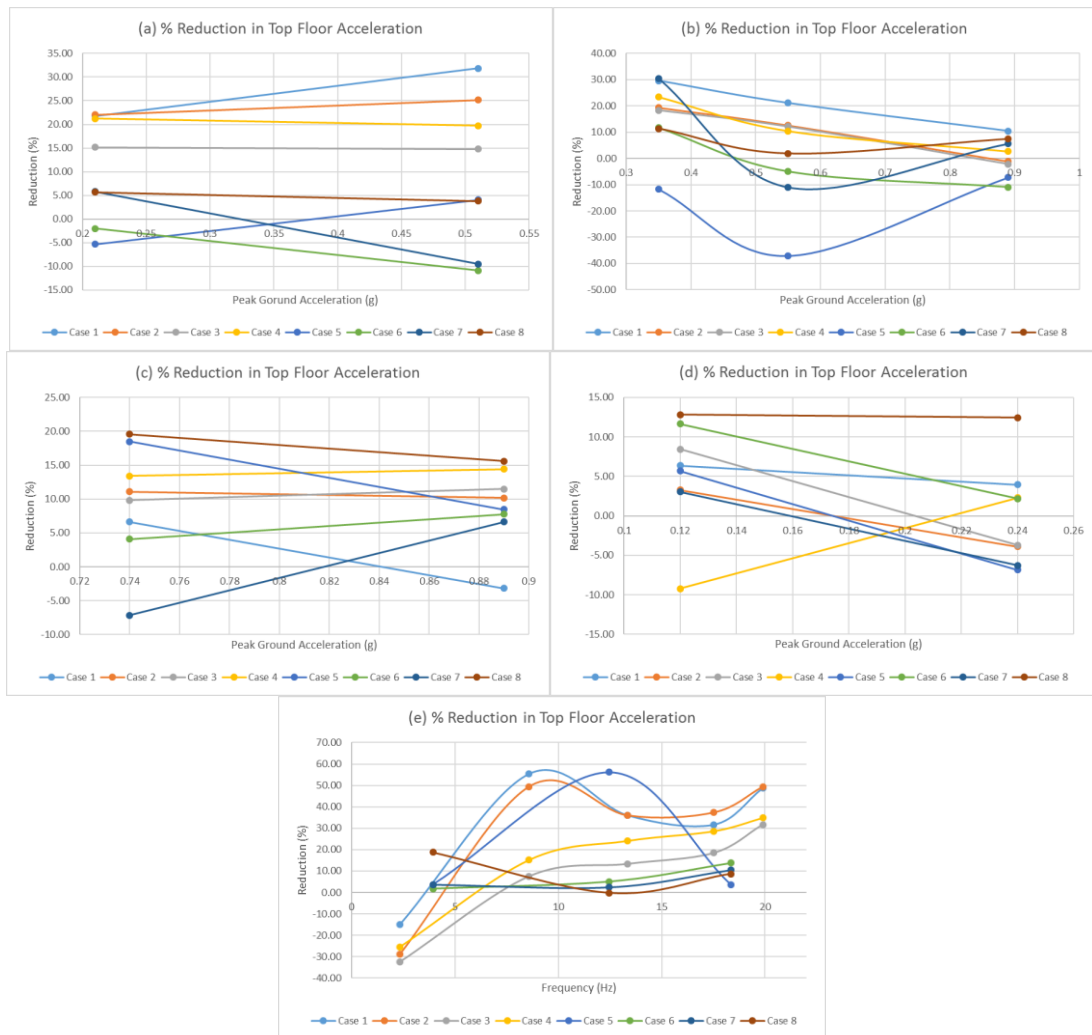 (a) % Reduction in Top Floor Acceleration
35.00
30.00
25.00
20.00
15.00
10.00
5.00
0.00
-5.00
-10.00
-15.00
Reduction (%)
0.2 0.25 0.3 0.35 0.4 0.45 0.5 0.55
Peak Gorund Acceleration (g)
Case 1 Case 2 Case 3 Case 4 Case 5 Case 6 Case 7 Case 8
(b) % Reduction in Top Floor Acceleration
40.00
30.00
20.00
10.00
0.00
-10.00
-20.00
-30.00
-40.00
-50.00
Reduction (%)
0.3 0.4 0.5 0.6 0.7 0.8 0.9 1
Peak Ground Acceleration (g)
Case 1 Case 2 Case 3 Case 4 Case 5 Case 6 Case 7 Case 8
(c) % Reduction in Top Floor Acceleration
25.00
20.00
15.00
10.00
5.00
0.00
-5.00
-10.00
Reduction (%)
0.72 0.74 0.76 0.78 0.8 0.82 0.84 0.86 0.88 0.9
Peak Ground Acceleration (g)
Case 1 Case 2 Case 3 Case 4 Case 5 Case 6 Case 7 Case 8
(d) % Reduction in Top Floor Acceleration
15.00
10.00
5.00
0.00
-5.00
-10.00
-15.00
Reduction (%)
0.1 0.12 0.14 0.16 0.18 0.2 0.22 0.24 0.26
Peak Ground Acceleration (g)
Case 1 Case 2 Case 3 Case 4 Case 5 Case 6 Case 7 Case 8
(e) % Reduction in Top Floor Acceleration
70.00
60.00
50.00
40.00
30.00
20.00
10.00
0.00
-10.00
-20.00
-30.00
-40.00
Reduction (%)
0 5 10 15 20
Frequency (Hz)
Case 1 Case 2 Case 3 Case 4 Case 5 Case 6 Case 7 Case 8